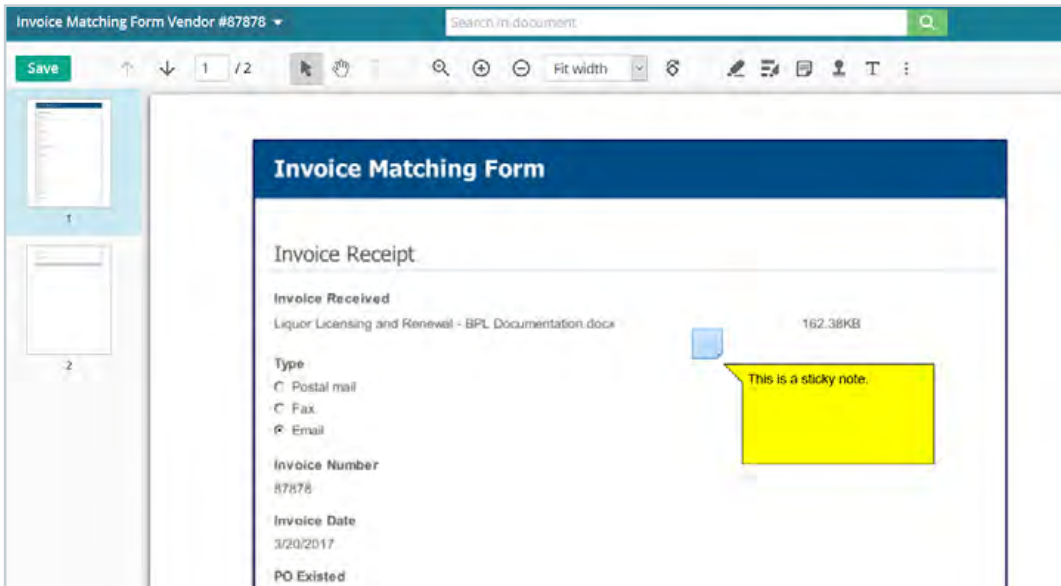 Invoice Matching Form Vendor #87878
Search in document
Save
1 /2
Fit width
T
1
2
Invoice Matching Form
Invoice Receipt
Invoice Received
Liquor Licensing and Renewal - BPL Documentation.docx 162.38KB
Type
Postal mail
Fax
Email
This is a sticky note.
Invoice Number
87878
Invoice Date
3/20/2017
PO Existed